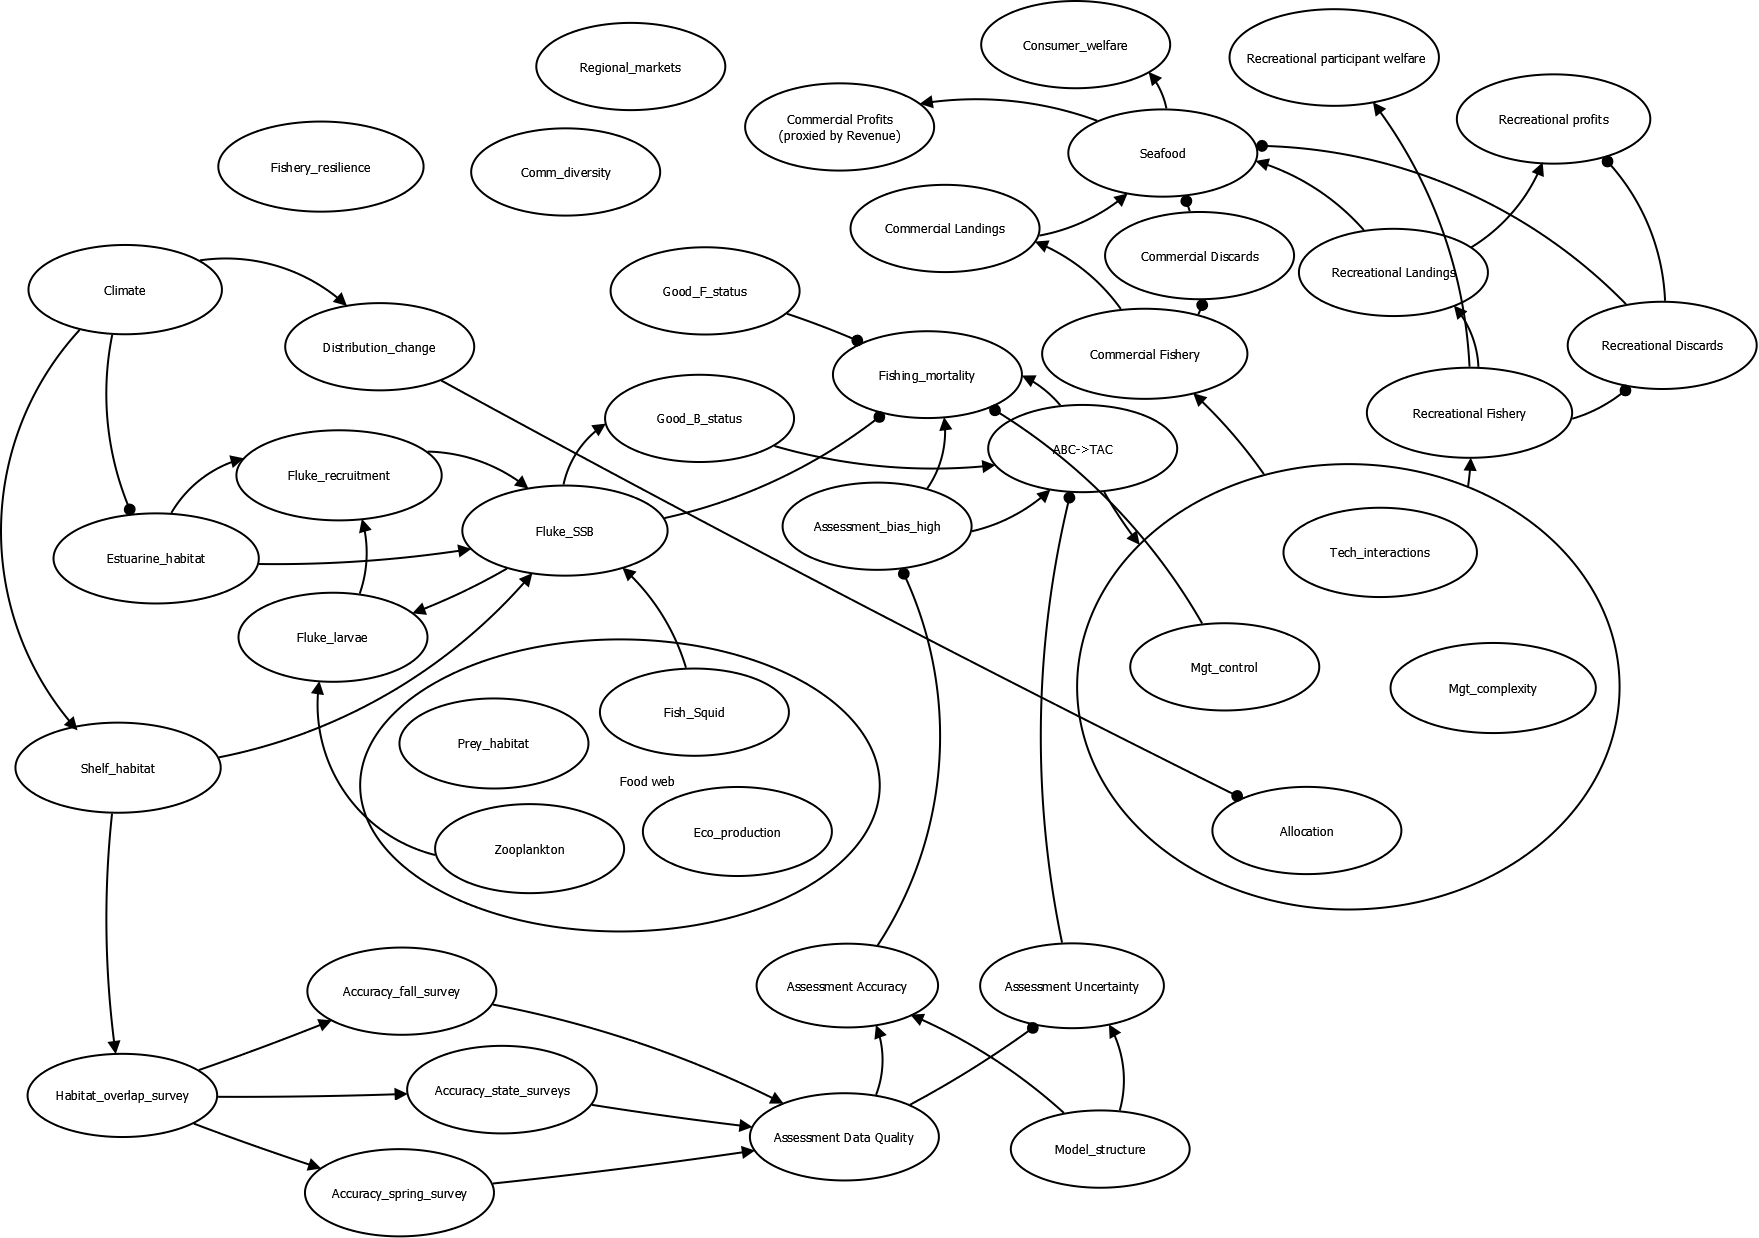 Consumer_welfare
Recreational participant welfare
Regional_markets
Commercial Profits
(proxied by Revenue)
Recreational profits
Seafood
Fishery_resilience
Comm_diversity
Commercial Landings
Commercial Discards
Recreational Landings
Climate
Good_F_status
Distribution_change
Commercial Fishery
Recreational Discards
Fishing_mortality
Good_B_status
Recreational Fishery
ABC->TAC
Fluke_recruitment
Fluke_SSB
Assessment_bias_high
Tech_interactions
Estuarine_habitat
Fluke_larvae
Mgt_control
Mgt_complexity
Fish_Squid
Prey_habitat
Shelf_habitat
Food web
Eco_production
Allocation
Zooplankton
Accuracy_fall_survey
Assessment Accuracy
Assessment Uncertainty
Accuracy_state_surveys
Habitat_overlap_survey
Assessment Data Quality
Model_structure
Accuracy_spring_survey